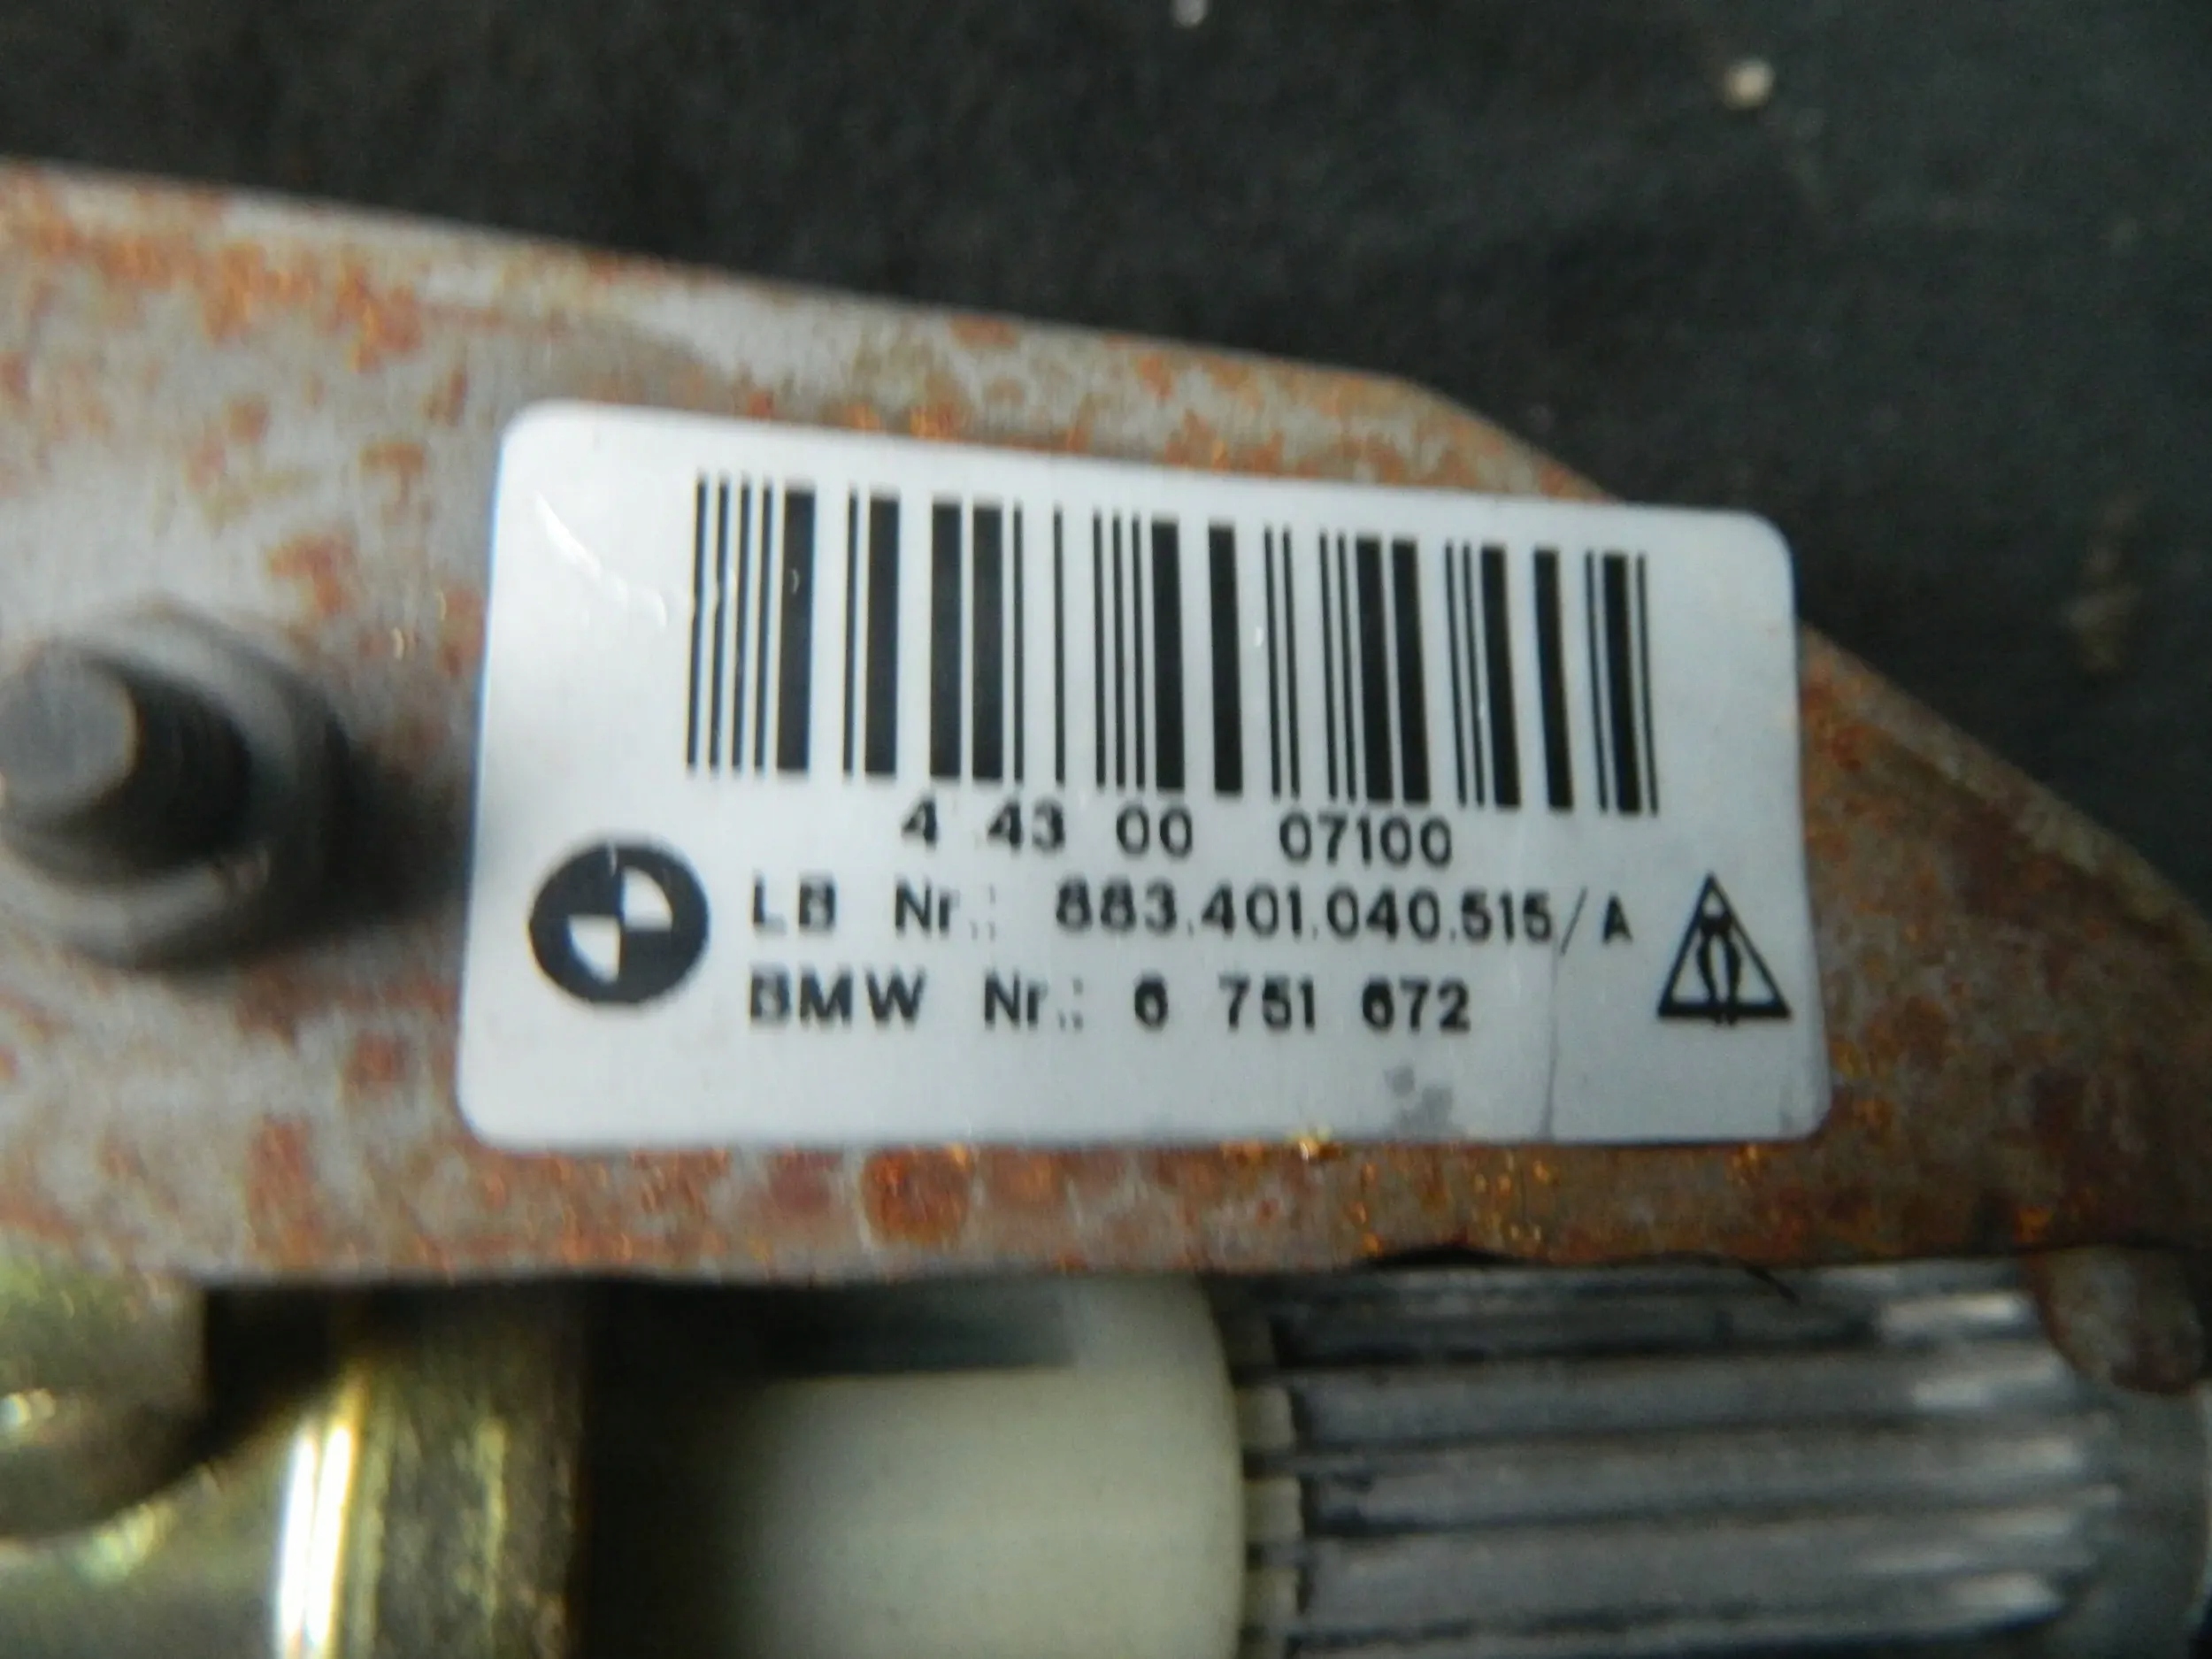 4 43 00 07100
LB Nr.: 883.401.040.515/A
BMW Nr.: 6 751 672